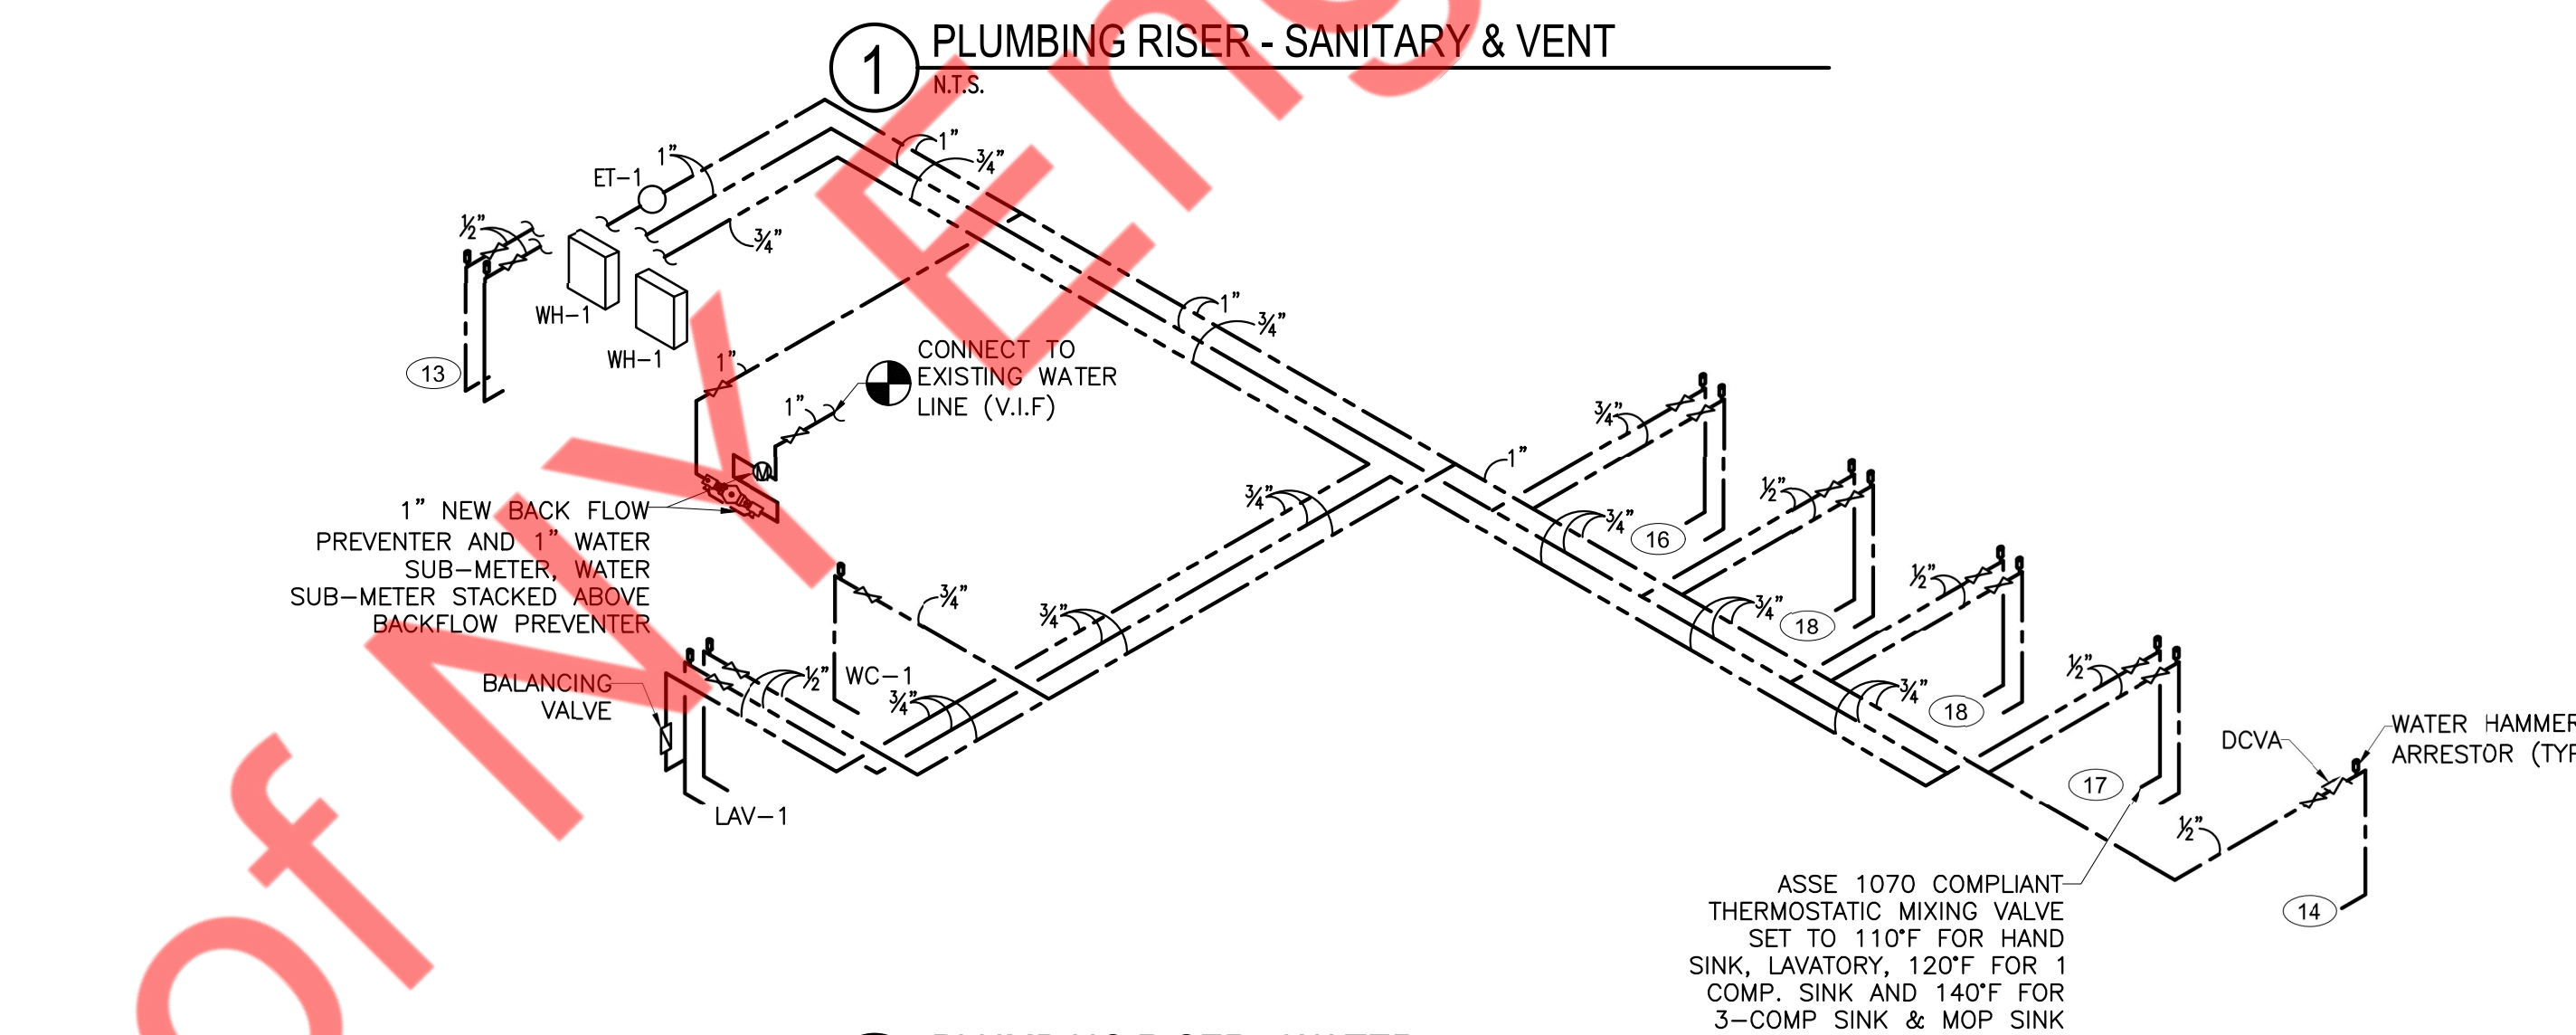 1
PLUMBING RISER - SANITARY & VENT
N.T.S.
1"
3/4"
1"
ET-1
1/2"
3/4"
WH-1
WH-1
13
1"
3/4"
1"
CONNECT TO
EXISTING WATER
LINE (V.I.F)
1"
M
1" NEW BACK FLOW
PREVENTER AND 1" WATER
SUB-METER, WATER
SUB-METER STACKED ABOVE
BACKFLOW PREVENTER
3/4"
1"
3/4"
16
1/2"
3/4"
18
1/2"
3/4"
18
1/2"
3/4"
17
3/4"
3/4"
WC-1
BALANCING
VALVE
1/2"
3/4"
LAV-1
DCVA
WATER HAMMER
ARRESTOR (TYP
1/2"
14
ASSE 1070 COMPLIANT
THERMOSTATIC MIXING VALVE
SET TO 110°F FOR HAND
SINK, LAVATORY, 120°F FOR 1
COMP. SINK AND 140°F FOR
3-COMP SINK & MOP SINK
of NY Eng